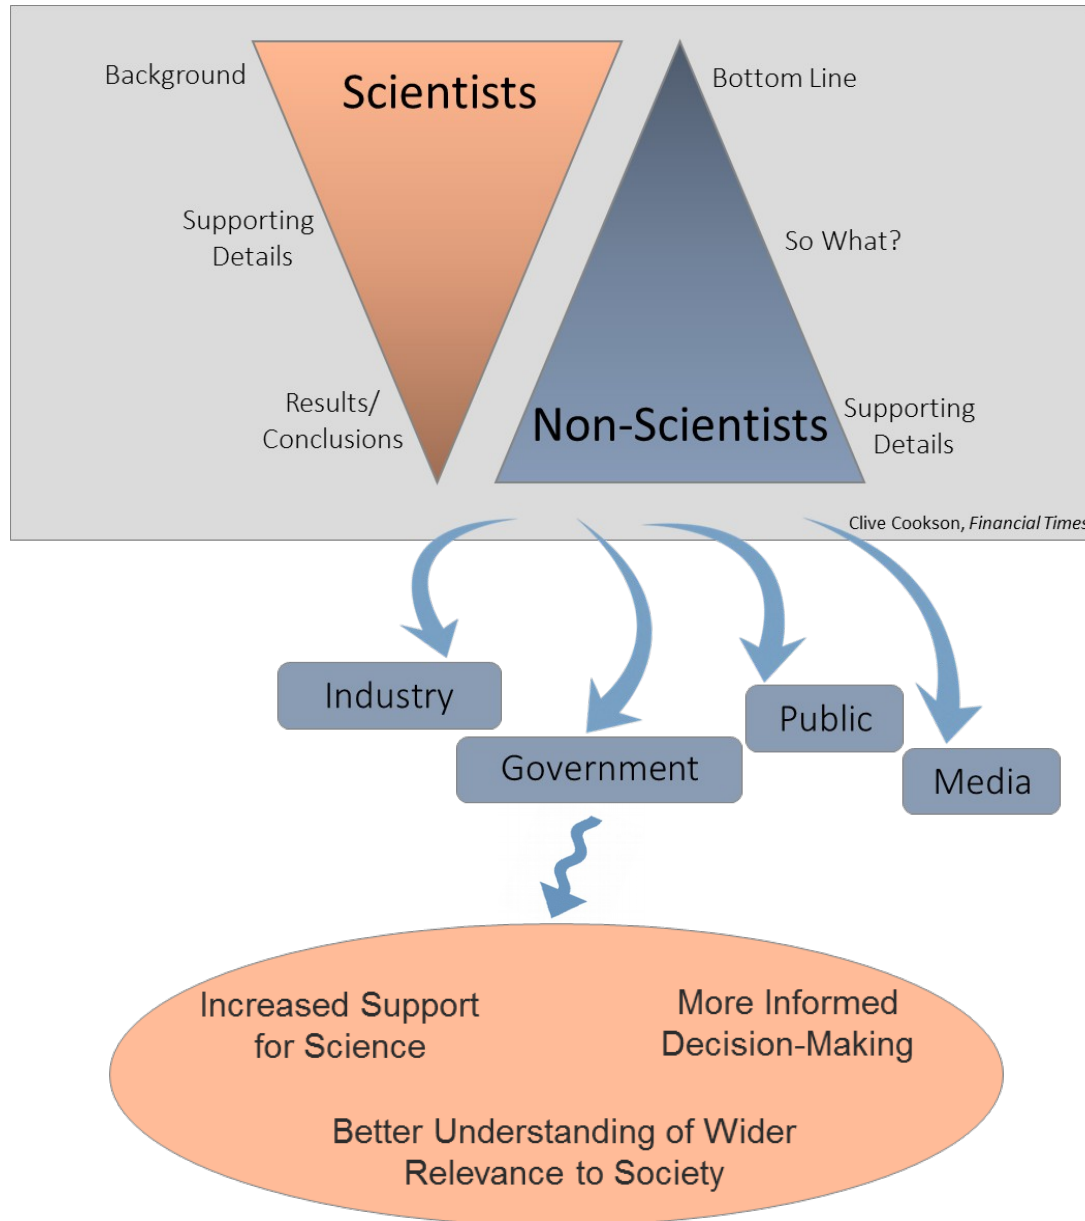 Background
Scientists
Bottom Line
Supporting
Details
So What?
Results/
Conclusions
Non-Scientists
Supporting
Details
Clive Cookson, Financial Times
Industry
Government
Public
Media
Increased Support
for Science
More Informed
Decision-Making
Better Understanding of Wider
Relevance to Society